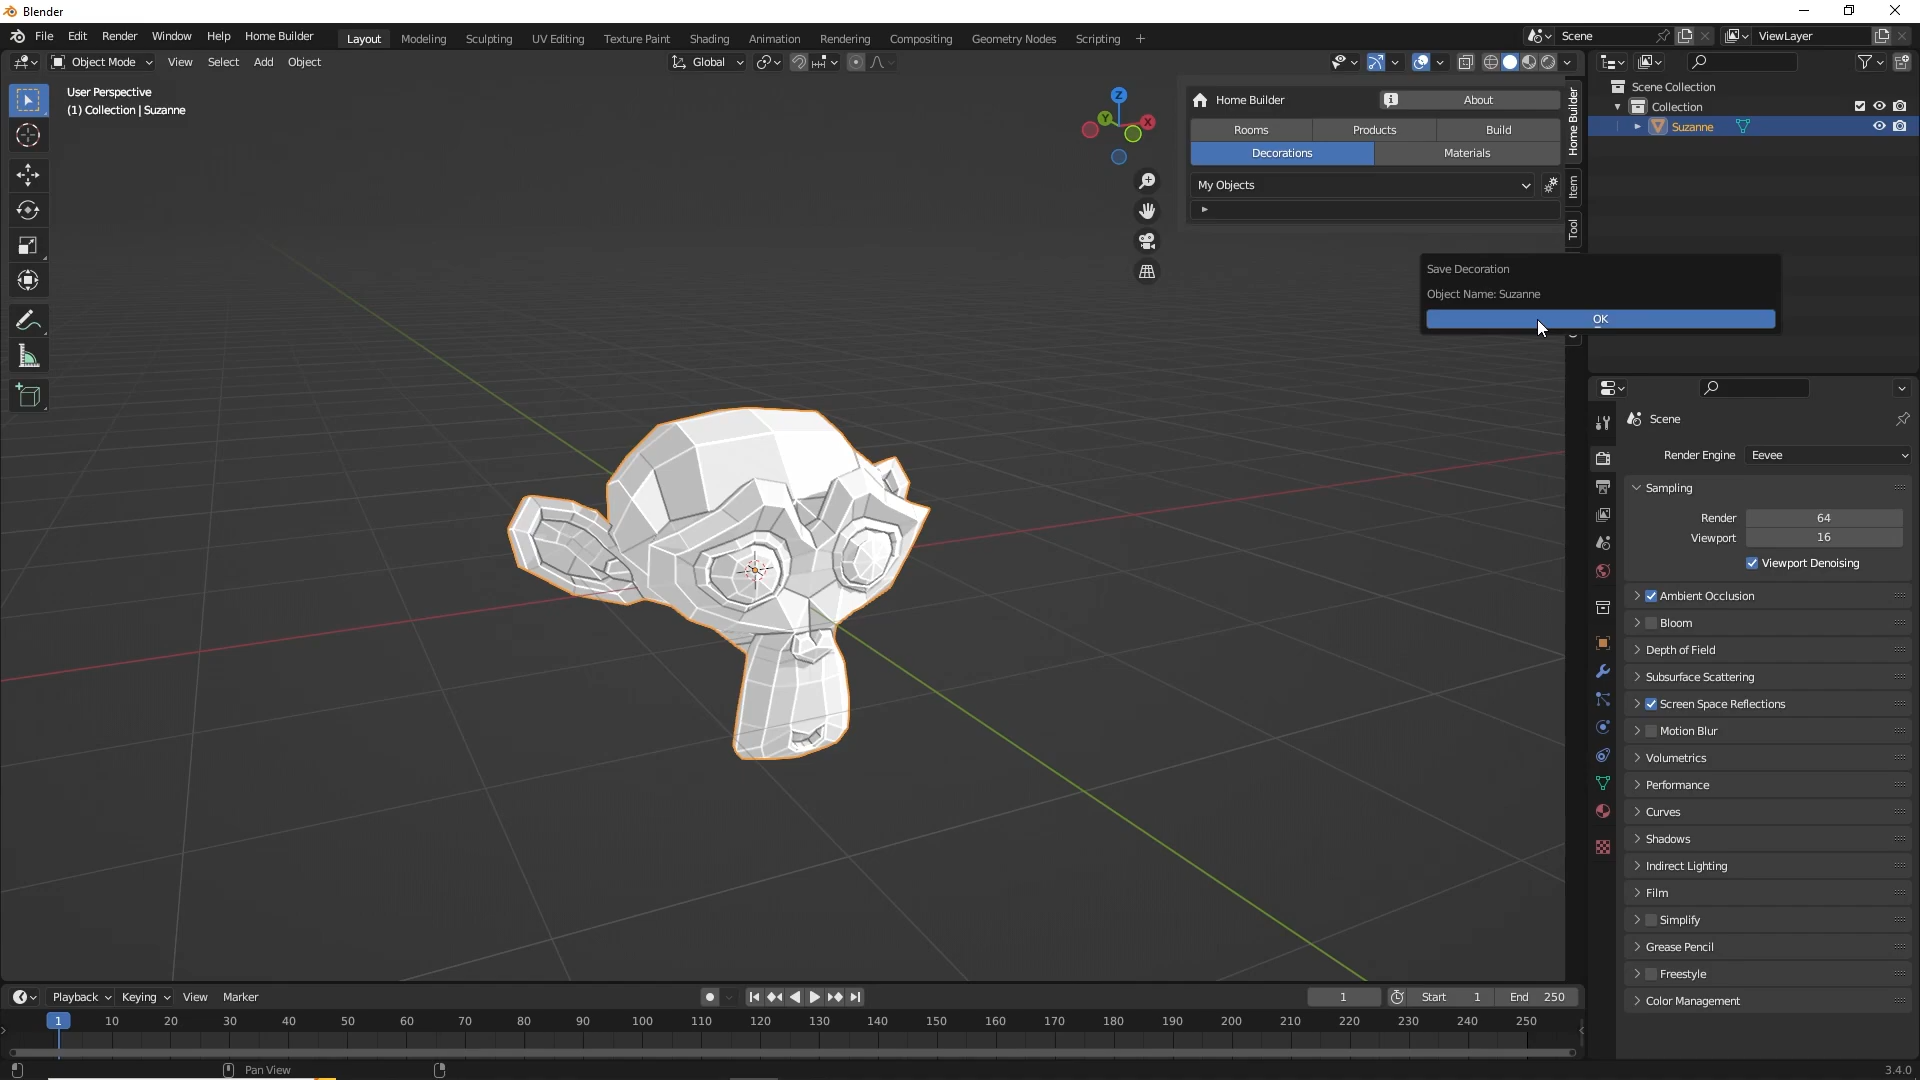 Blender
File Edit Render Window Help Home Builder
Layout Modeling Sculpting UV Editing Texture Paint Shading Animation Rendering Compositing Geometry Nodes Scripting +
Scene
ViewLayer
Object Mode View Select Add Object
Global
User Perspective
(1) Collection | Suzanne
Z
Y
X
Home Builder
About
Rooms Products Build
Decorations Materials
My Objects
Home Builder
Item
Tool
Save Decoration
Object Name: Suzanne
OK
Scene Collection
Collection
Suzanne
Scene
Render Engine Eevee
Sampling
Render 64
Viewport 16
Viewport Denoising
Ambient Occlusion
Bloom
Depth of Field
Subsurface Scattering
Screen Space Reflections
Motion Blur
Volumetrics
Performance
Curves
Shadows
Indirect Lighting
Film
Simplify
Grease Pencil
Freestyle
Color Management
Playback Keying View Marker
1 Start 1 End 250
1 10 20 30 40 50 60 70 80 90 100 110 120 130 140 150 160 170 180 190 200 210 220 230 240 250
Pan View
3.4.0